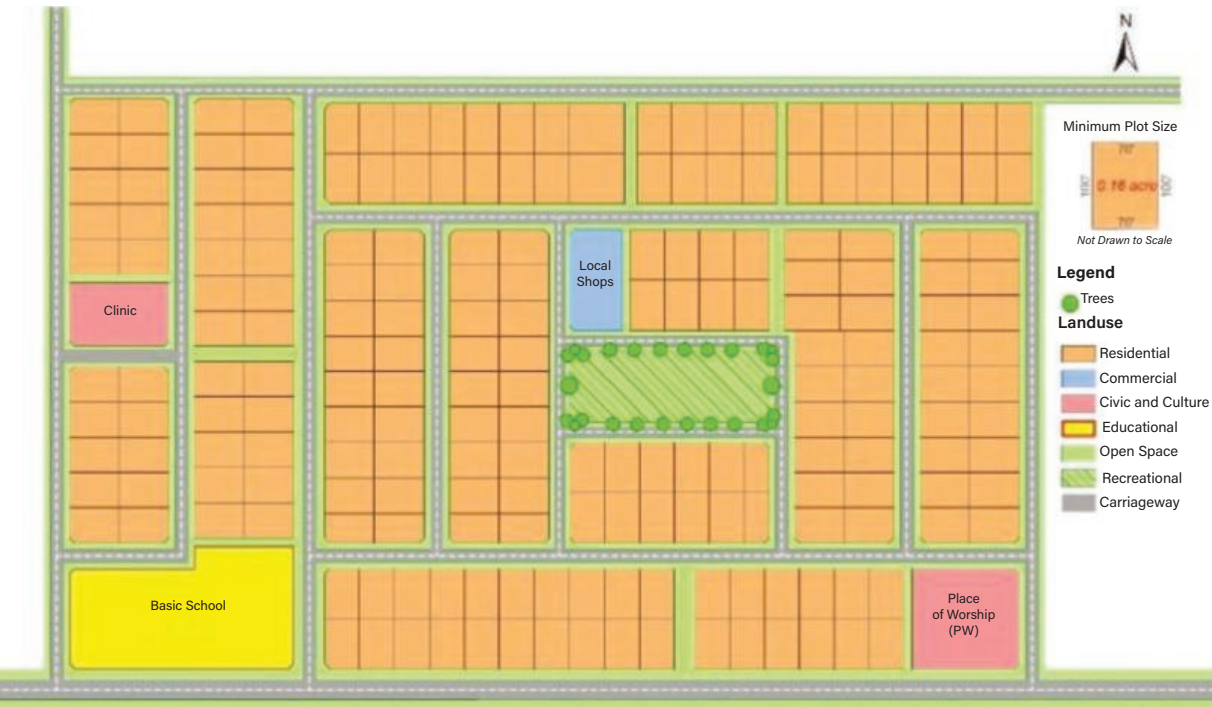 N
Minimum Plot Size
70'
100'
0.16 acre
100'
70'
Not Drawn to Scale
Legend
Trees
Landuse
Residential
Commercial
Civic and Culture
Educational
Open Space
Recreational
Carriageway
Clinic
Local
Shops
Basic School
Place
of Worship
(PW)